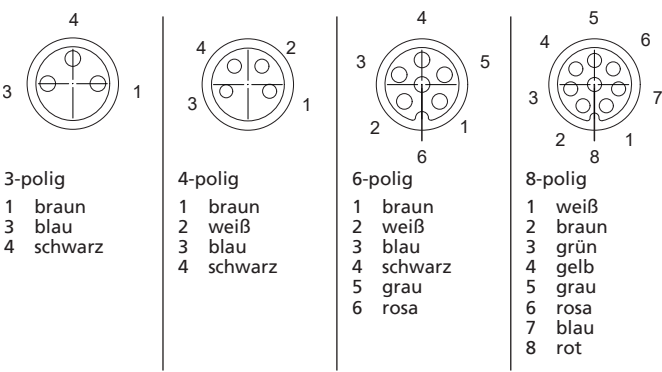 4
3
1
3-polig
1 braun
3 blau
4 schwarz
4
2
3
1
4-polig
1 braun
2 weiß
3 blau
4 schwarz
4
3
5
2
1
6
6-polig
1 braun
2 weiß
3 blau
4 schwarz
5 grau
6 rosa
5
4
6
3
7
2
1
8
8-polig
1 weiß
2 braun
3 grün
4 gelb
5 grau
6 rosa
7 blau
8 rot